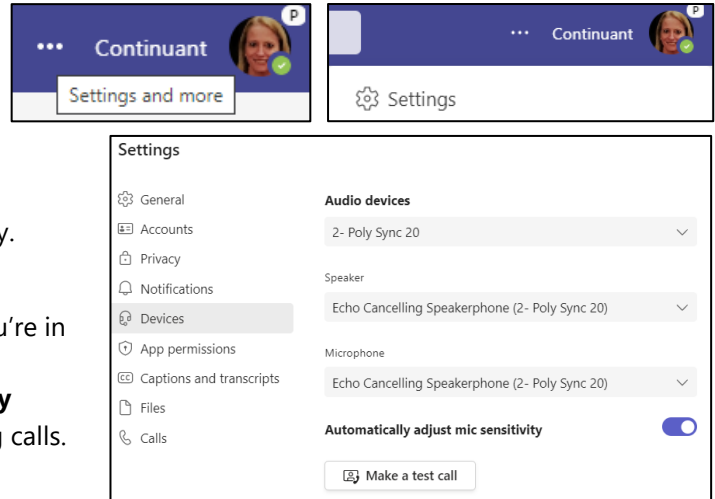 ··· Continuant P
Settings and more
··· Continuant P
Settings
y.
u're in
y
g calls.
Settings
General
Accounts
Privacy
Notifications
Devices
App permissions
CC Captions and transcripts
Files
Calls
Audio devices
2- Poly Sync 20
Speaker
Echo Cancelling Speakerphone (2- Poly Sync 20)
Microphone
Echo Cancelling Speakerphone (2- Poly Sync 20)
Automatically adjust mic sensitivity
Make a test call